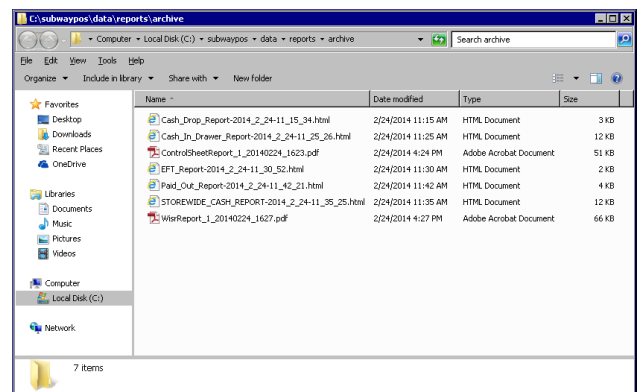 C:\subwaypos\data\reports\archive
Computer Local Disk (C:) subwaypos data reports archive Search archive
File Edit View Tools Help
Organize Include in library Share with New folder
Favorites
Desktop
Downloads
Recent Places
OneDrive
Libraries
Documents
Music
Pictures
Videos
Computer
Local Disk (C:)
Network
Name Date modified Type Size
Cash_Drop_Report-2014_2_24-11_15_34.html 2/24/2014 11:15 AM HTML Document 3 KB
Cash_In_Drawer_Report-2014_2_24-11_25_26.html 2/24/2014 11:25 AM HTML Document 12 KB
ControlSheetReport_1_20140224_1623.pdf 2/24/2014 4:24 PM Adobe Acrobat Document 51 KB
EFT_Report-2014_2_24-11_30_52.html 2/24/2014 11:30 AM HTML Document 2 KB
Paid_Out_Report-2014_2_24-11_42_21.html 2/24/2014 11:42 AM HTML Document 4 KB
STOREWIDE_CASH_REPORT-2014_2_24-11_35_25.html 2/24/2014 11:35 AM HTML Document 12 KB
WisrReport_1_20140224_1627.pdf 2/24/2014 4:27 PM Adobe Acrobat Document 66 KB
7 items